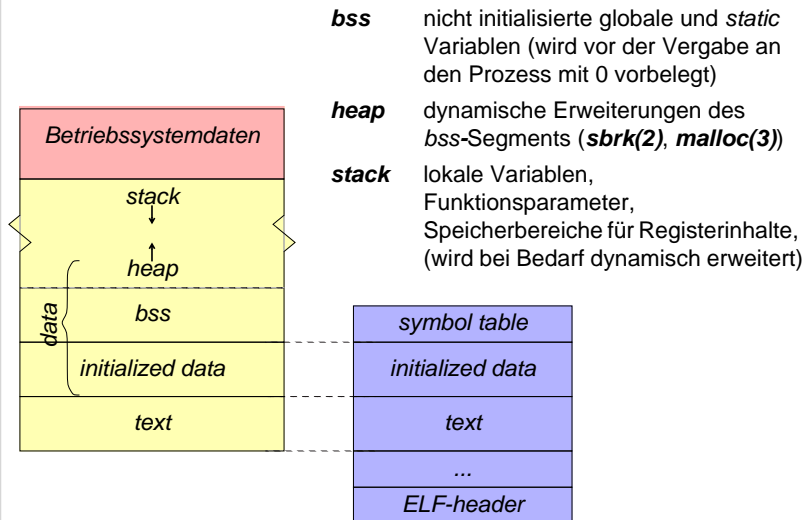 bss nicht initialisierte globale und static
Variablen (wird vor der Vergabe an
den Prozess mit 0 vorbelegt)
heap dynamische Erweiterungen des
bss-Segments (sbrk(2), malloc(3))
stack lokale Variablen,
Funktionsparameter,
Speicherbereiche für Registerinhalte,
(wird bei Bedarf dynamisch erweitert)
Betriebssystemdaten
stack
heap
data
bss
initialized data
text
symbol table
initialized data
text
...
ELF-header